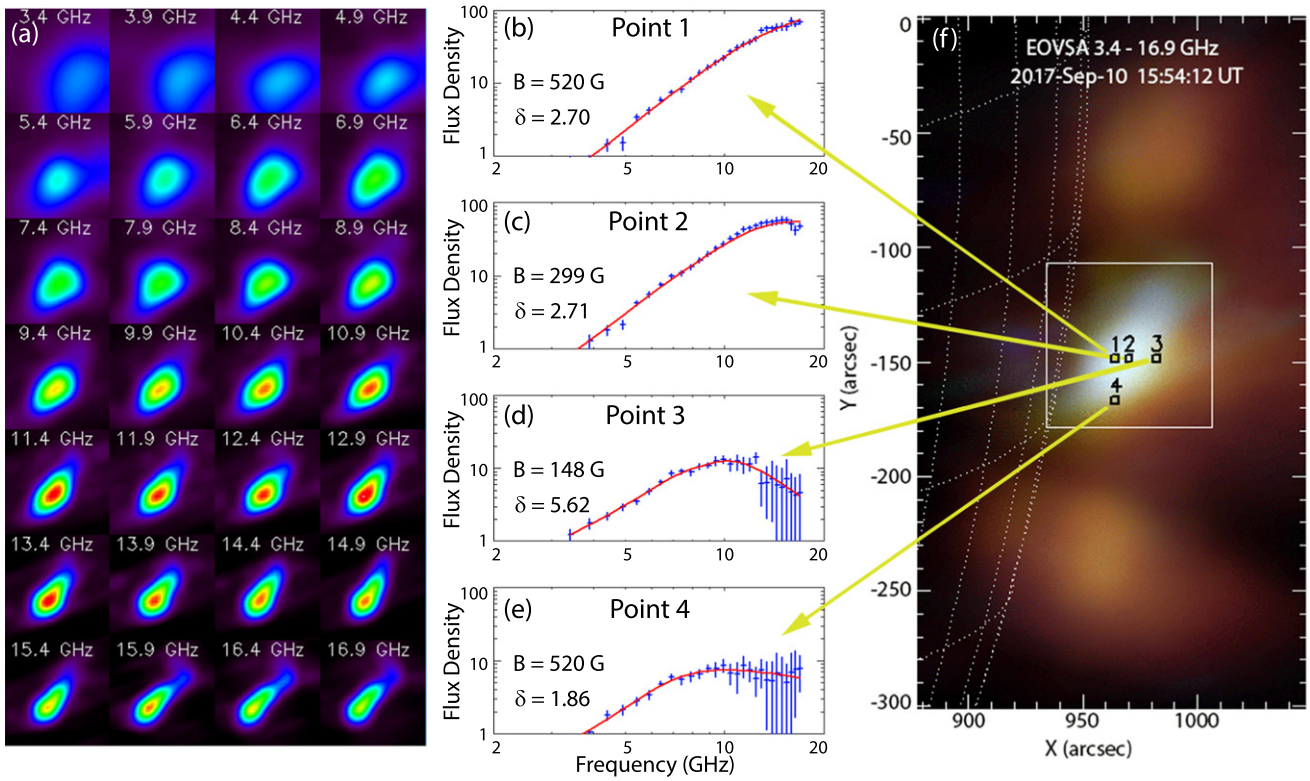 (a)
3.4 3.9 4.4 4.9
5.4 GHz 5.9 GHz 6.4 GHz 6.9 GHz
7.4 GHz 7.9 GHz 8.4 GHz 8.9 GHz
9.4 GHz 9.9 GHz 10.4 GHz 10.9 GHz
11.4 GHz 11.9 GHz 12.4 GHz 12.9 GHz
13.4 GHz 13.9 GHz 14.4 GHz 14.9 GHz
15.4 GHz 15.9 GHz 16.4 GHz 16.9 GHz
(b) Point 1
B = 520 G
δ = 2.70
Flux Density
100
10
1
2 5 10 20
(c) Point 2
B = 299 G
δ = 2.71
Flux Density
100
10
1
2 5 10 20
(d) Point 3
B = 148 G
δ = 5.62
Flux Density
100
10
1
2 5 10 20
(e) Point 4
B = 520 G
δ = 1.86
Flux Density
100
10
1
2 5 10 20
Frequency (GHz)
(f)
EOVSA 3.4 - 16.9 GHz
2017-Sep-10 15:54:12 UT
1 2 3
4
0
-50
-100
-150
-200
-250
-300
Y (arcsec)
900 950 1000
X (arcsec)